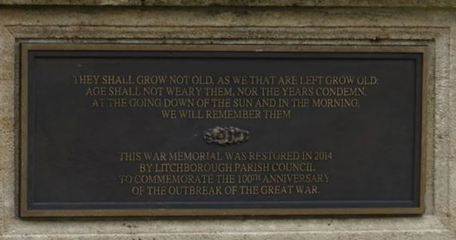 THEY SHALL GROW NOT OLD, AS WE THAT ARE LEFT GROW OLD:
AGE SHALL NOT WEARY THEM, NOR THE YEARS CONDEMN.
AT THE GOING DOWN OF THE SUN AND IN THE MORNING,
WE WILL REMEMBER THEM
THIS WAR MEMORIAL WAS RESTORED IN 2014
BY LITCHBOROUGH PARISH COUNCIL
TO COMMEMORATE THE 100TH ANNIVERSARY
OF THE OUTBREAK OF THE GREAT WAR.